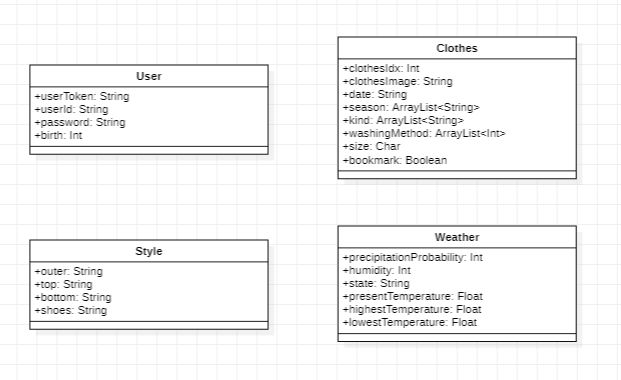 User
+userToken: String
+userId: String
+password: String
+birth: Int
Clothes
+clothesIdx: Int
+clothesImage: String
+date: String
+season: ArrayList<String>
+kind: ArrayList<String>
+washingMethod: ArrayList<Int>
+size: Char
+bookmark: Boolean
Style
+outer: String
+top: String
+bottom: String
+shoes: String
Weather
+precipitationProbability: Int
+humidity: Int
+state: String
+presentTemperature: Float
+highestTemperature: Float
+lowestTemperature: Float